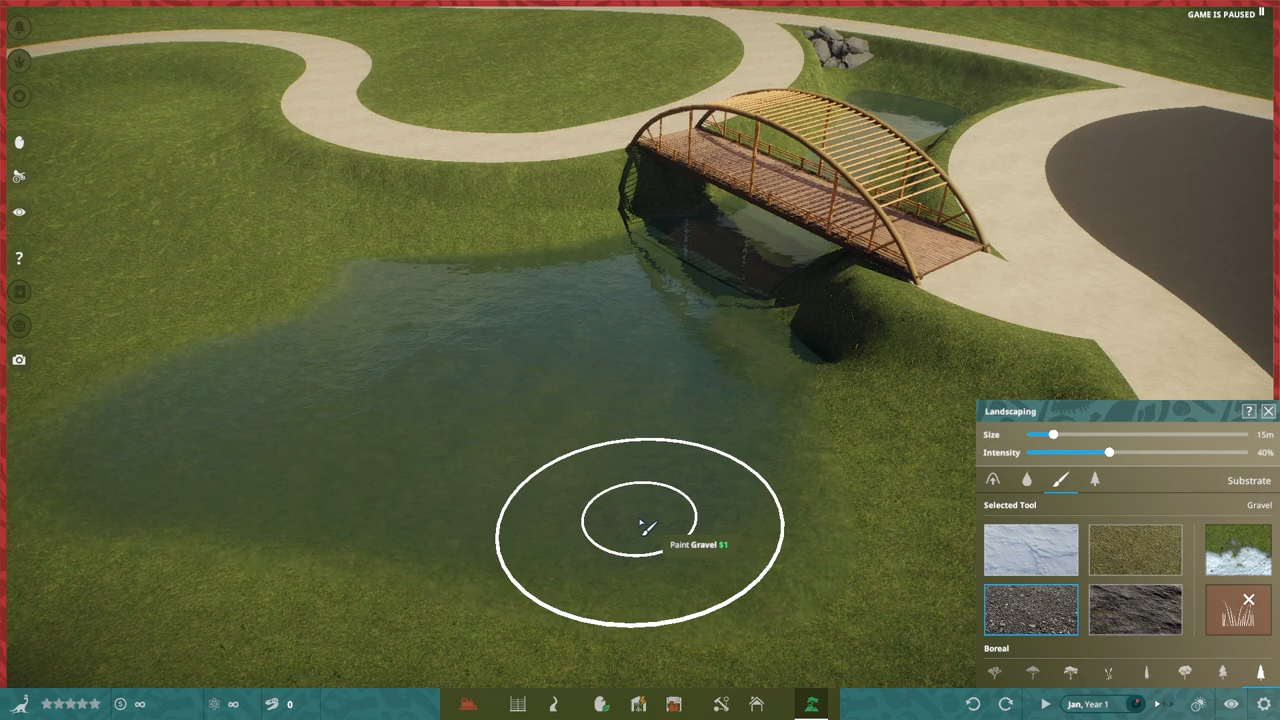 GAME IS PAUSED
?
Paint Gravel $1
Landscaping
?
Size 15m
Intensity 40%
Substrate
Selected Tool Gravel
Boreal
∞
∞
0
Jan, Year 1